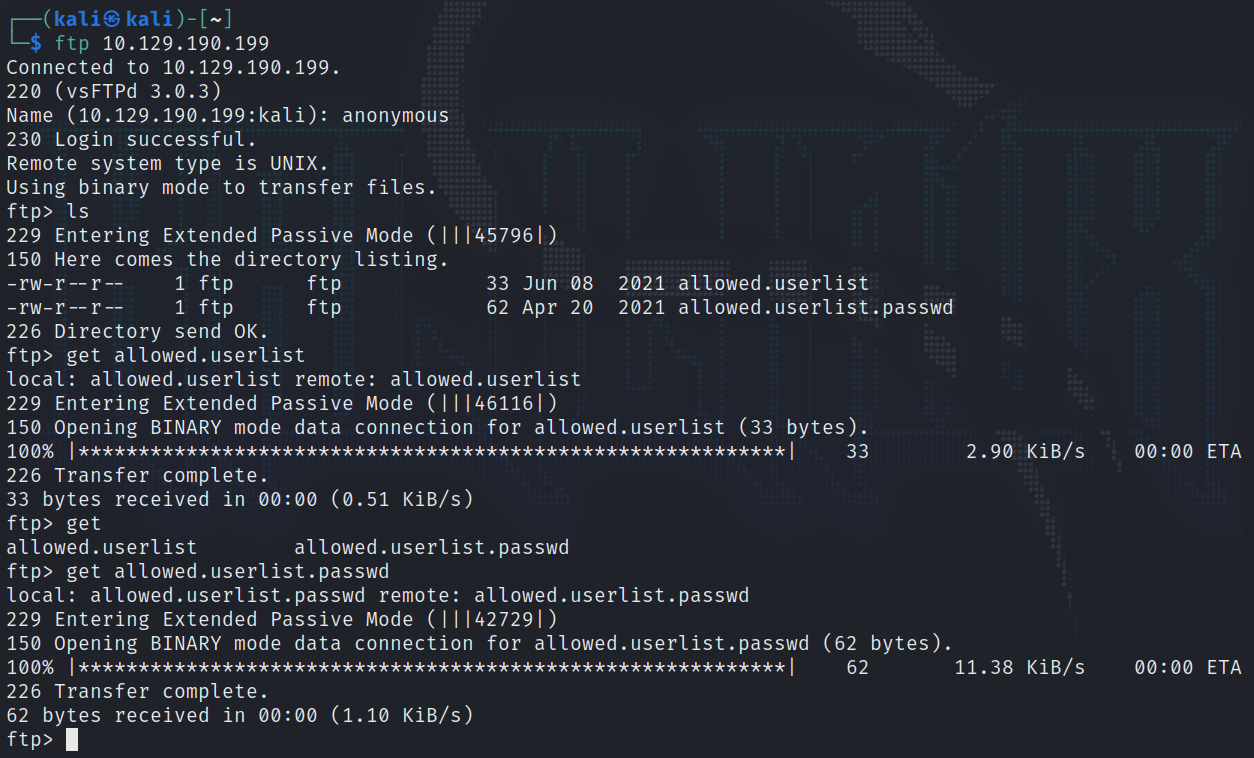 ┌──(kali㉿kali)-[~]
└─$ ftp 10.129.190.199
Connected to 10.129.190.199.
220 (vsFTPd 3.0.3)
Name (10.129.190.199:kali): anonymous
230 Login successful.
Remote system type is UNIX.
Using binary mode to transfer files.
ftp> ls
229 Entering Extended Passive Mode (|||45796|)
150 Here comes the directory listing.
-rw-r--r--    1 ftp      ftp            33 Jun 08  2021 allowed.userlist
-rw-r--r--    1 ftp      ftp            62 Apr 20  2021 allowed.userlist.passwd
226 Directory send OK.
ftp> get allowed.userlist
local: allowed.userlist remote: allowed.userlist
229 Entering Extended Passive Mode (|||46116|)
150 Opening BINARY mode data connection for allowed.userlist (33 bytes).
100% |***********************************************************|    33        2.90 KiB/s    00:00 ETA
226 Transfer complete.
33 bytes received in 00:00 (0.51 KiB/s)
ftp> get
allowed.userlist        allowed.userlist.passwd
ftp> get allowed.userlist.passwd
local: allowed.userlist.passwd remote: allowed.userlist.passwd
229 Entering Extended Passive Mode (|||42729|)
150 Opening BINARY mode data connection for allowed.userlist.passwd (62 bytes).
100% |***********************************************************|    62       11.38 KiB/s    00:00 ETA
226 Transfer complete.
62 bytes received in 00:00 (1.10 KiB/s)
ftp>